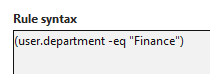 Rule syntax
(user.department -eq "Finance")